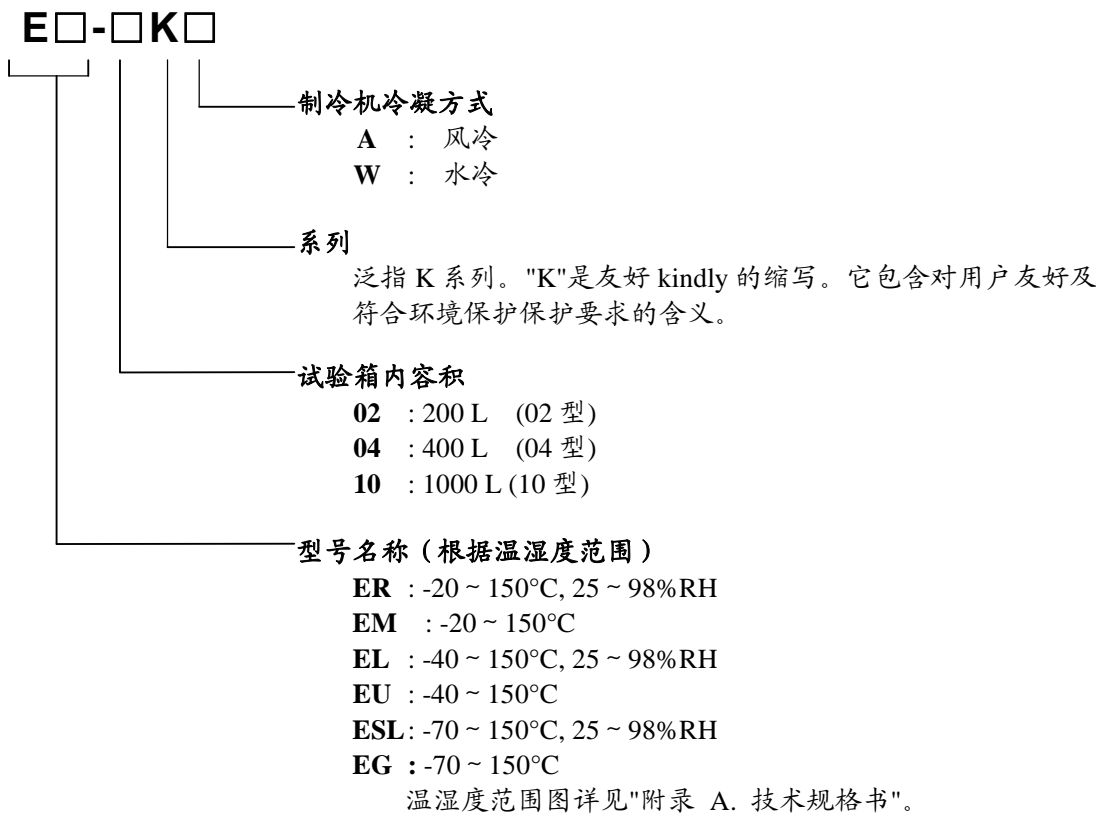 E□-□K□
制冷机冷凝方式
A : 风冷
W : 水冷
系列
泛指 K 系列。"K"是友好 kindly 的缩写。它包含对用户友好及
符合环境保护保护要求的含义。
试验箱内容积
02 : 200 L (02 型)
04 : 400 L (04 型)
10 : 1000 L (10 型)
型号名称（根据温湿度范围）
ER : -20 ~ 150°C, 25 ~ 98%RH
EM : -20 ~ 150°C
EL : -40 ~ 150°C, 25 ~ 98%RH
EU : -40 ~ 150°C
ESL : -70 ~ 150°C, 25 ~ 98%RH
EG : -70 ~ 150°C
温湿度范围图详见"附录 A. 技术规格书"。